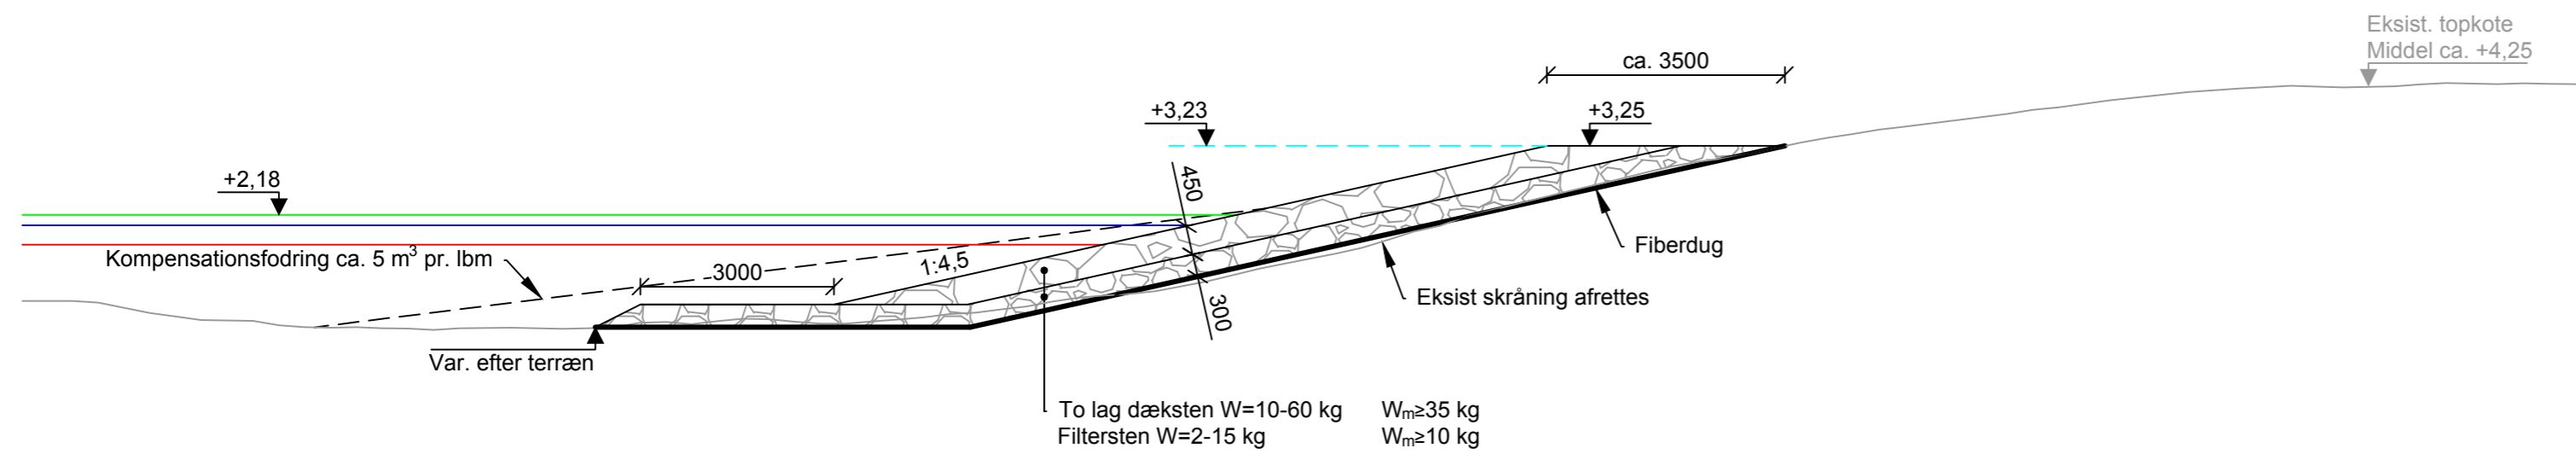 Eksist. topkote
Middel ca. +4,25
ca. 3500
+3,23
+3,25
+2,18
450
Kompensationsfodring ca. 5 m³ pr. lbm
3000
1:4,5
Fiberdug
Eksist skråning afrettes
300
Var. efter terræn
To lag dæksten W=10-60 kg Wₘ≥35 kg
Filtersten W=2-15 kg Wₘ≥10 kg